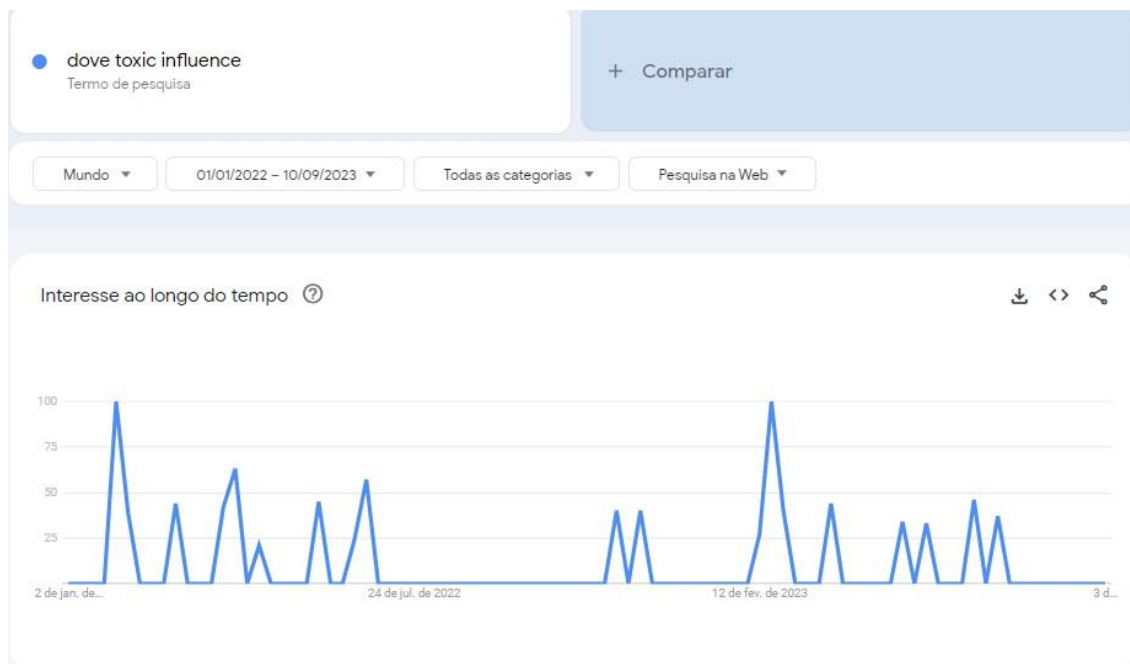 dove toxic influence
Termo de pesquisa
+ Comparar
Mundo
01/01/2022 – 10/09/2023
Todas as categorias
Pesquisa na Web
Interesse ao longo do tempo
100
75
50
25
2 de jan. de...
24 de jul. de 2022
12 de fev. de 2023
3 d...